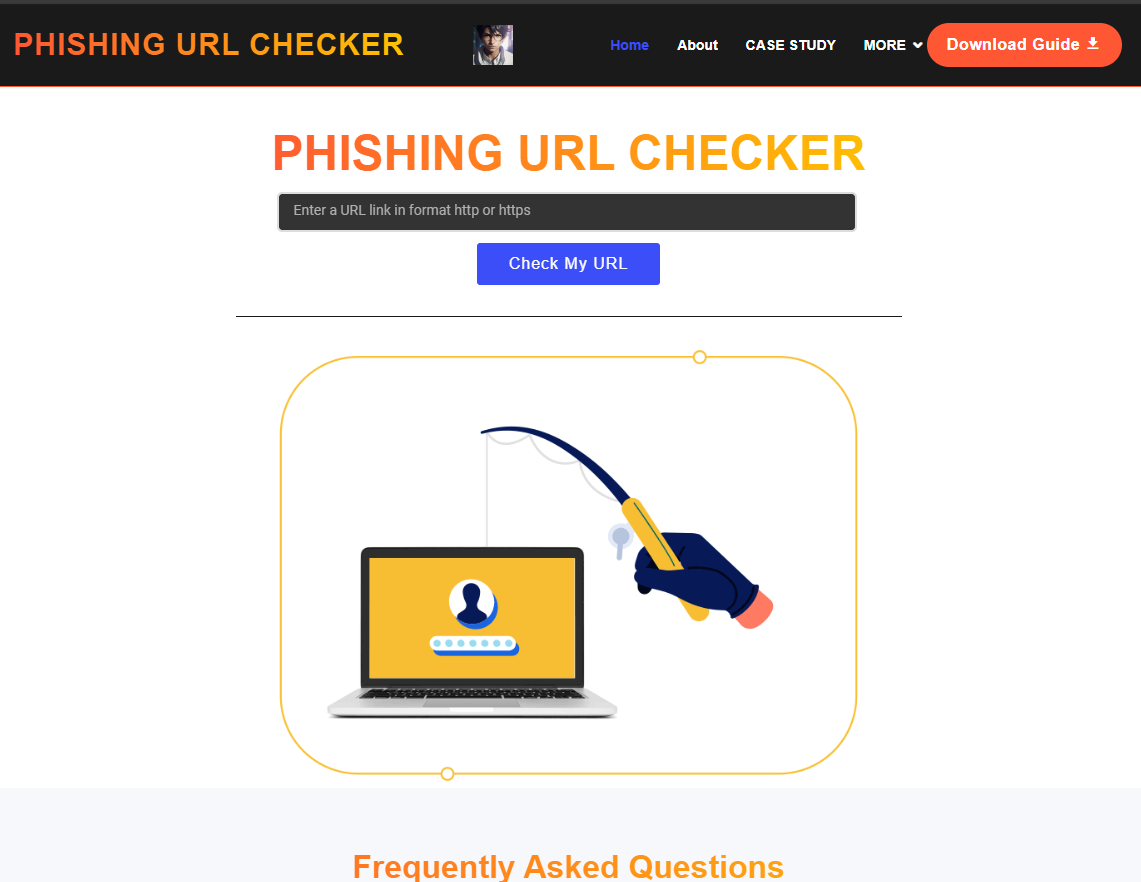 PHISHING URL CHECKER
Home
About
CASE STUDY
MORE
Download Guide
PHISHING URL CHECKER
Enter a URL link in format http or https
Check My URL
Frequently Asked Questions